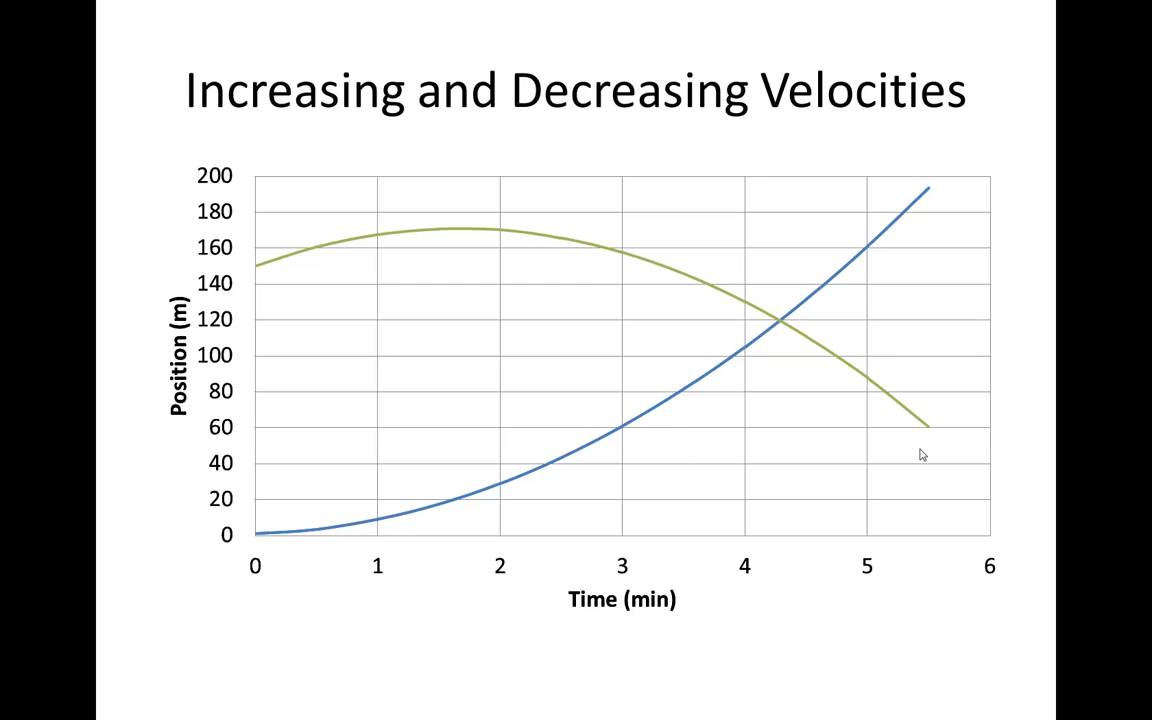 Increasing and Decreasing Velocities
200
180
160
140
120
100
80
60
40
20
0
Position (m)
0 1 2 3 4 5 6
Time (min)